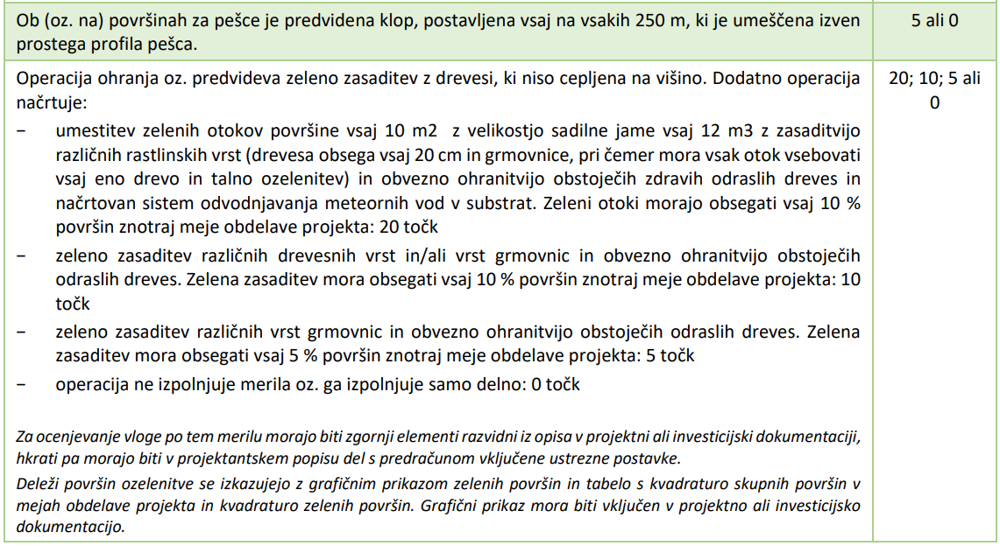 Ob (oz. na) površinah za pešce je predvidena klop, postavljena vsaj na vsakih 250 m, ki je umeščena izven
prostega profila pešca.
5 ali 0
Operacija ohranja oz. predvideva zeleno zasaditev z drevesi, ki niso cepljena na višino. Dodatno operacija
načrtuje:
− umestitev zelenih otokov površine vsaj 10 m2 z velikostjo sadilne jame vsaj 12 m3 z zasaditvijo
različnih rastlinskih vrst (drevesa obsega vsaj 20 cm in grmovnice, pri čemer mora vsak otok vsebovati
vsaj eno drevo in talno ozelenitev) in obvezno ohranitvijo obstoječih zdravih odraslih dreves in
načrtovan sistem odvodnjavanja meteornih vod v substrat. Zeleni otoki morajo obsegati vsaj 10 %
površin znotraj meje obdelave projekta: 20 točk
− zeleno zasaditev različnih drevesnih vrst in/ali vrst grmovnic in obvezno ohranitvijo obstoječih
odraslih dreves. Zelena zasaditev mora obsegati vsaj 10 % površin znotraj meje obdelave projekta: 10
točk
− zeleno zasaditev različnih vrst grmovnic in obvezno ohranitvijo obstoječih odraslih dreves. Zelena
zasaditev mora obsegati vsaj 5 % površin znotraj meje obdelave projekta: 5 točk
− operacija ne izpolnjuje merila oz. ga izpolnjuje samo delno: 0 točk
Za ocenjevanje vloge po tem merilu morajo biti zgornji elementi razvidni iz opisa v projektni ali investicijski dokumentaciji,
hkrati pa morajo biti v projektantskem popisu del s predračunom vključene ustrezne postavke.
Deleži površin ozelenitve se izkazujejo z grafičnim prikazom zelenih površin in tabelo s kvadraturo skupnih površin v
mejah obdelave projekta in kvadraturo zelenih površin. Grafični prikaz mora biti vključen v projektno ali investicijsko
dokumentacijo.
20; 10; 5 ali
0